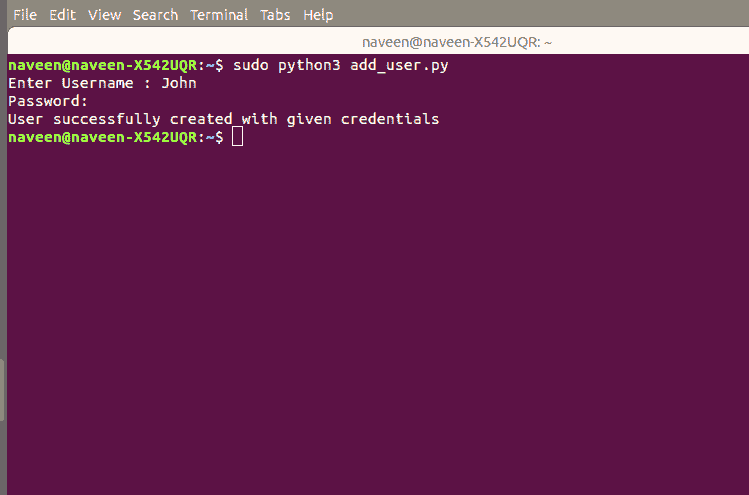 File Edit View Search Terminal Tabs Help
naveen@naveen-X542UQR: ~
naveen@naveen-X542UQR:~$ sudo python3 add_user.py
Enter Username : John
Password:
User successfully created with given credentials
naveen@naveen-X542UQR:~$